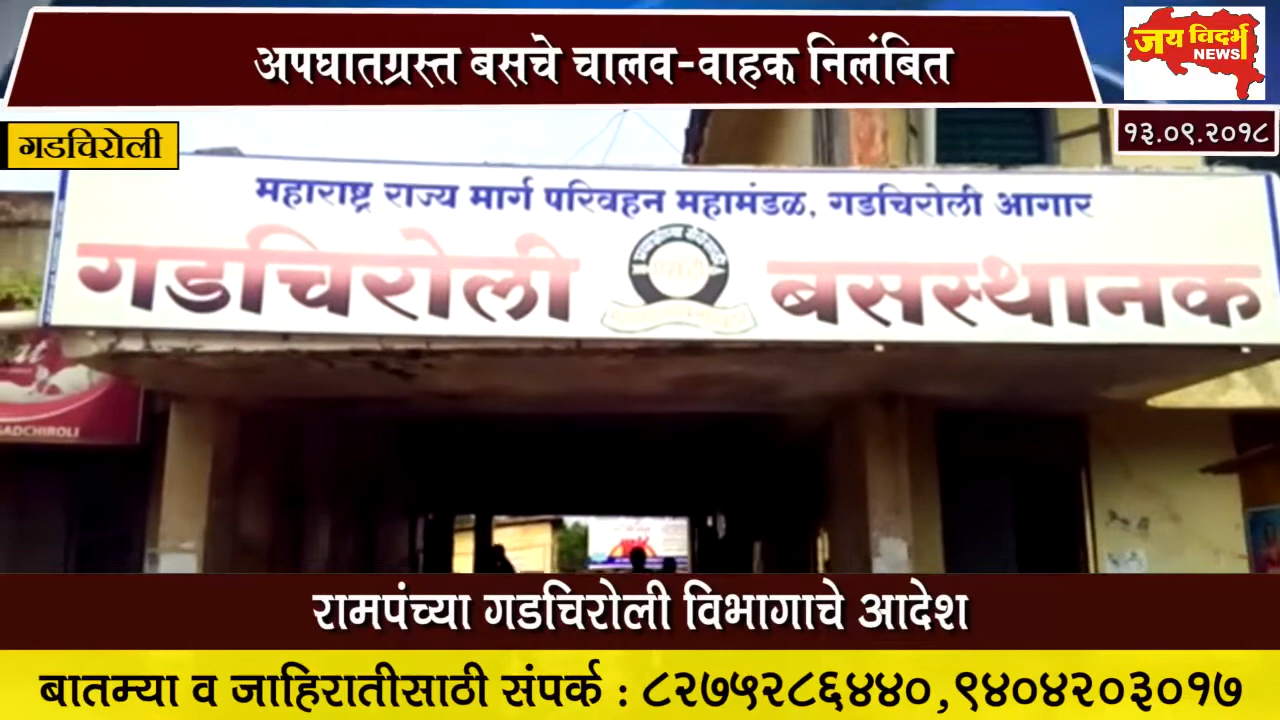 अपघातग्रस्त बसचे चालव-वाहक निलंबित
जय विदर्भ
NEWS
गडचिरोली
१३.०९.२०१८
महाराष्ट्र राज्य मार्ग परिवहन महामंडळ, गडचिरोली आगार
गडचिरोली बसस्थानक
GADCHIROLI
रामपंच्या गडचिरोली विभागाचे आदेश
बातम्या व जाहिरातीसाठी संपर्क : ८२७५२८६४४०,९४०४२०३०१७